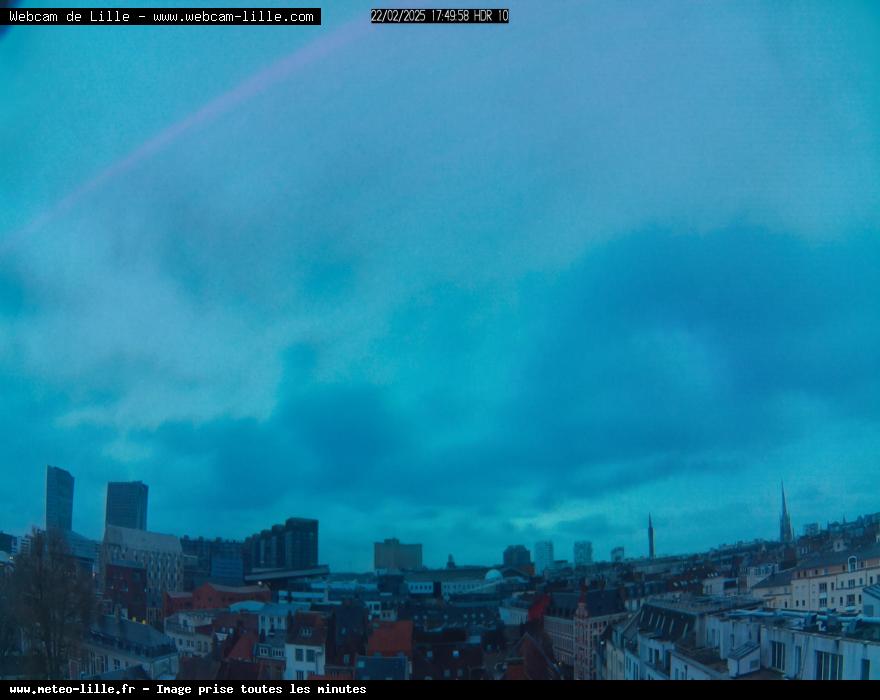 Webcam de Lille - www.webcam-lille.com
22/02/2025 17:49:58 HDR 10
www.meteo-lille.fr - Image prise toutes les minutes